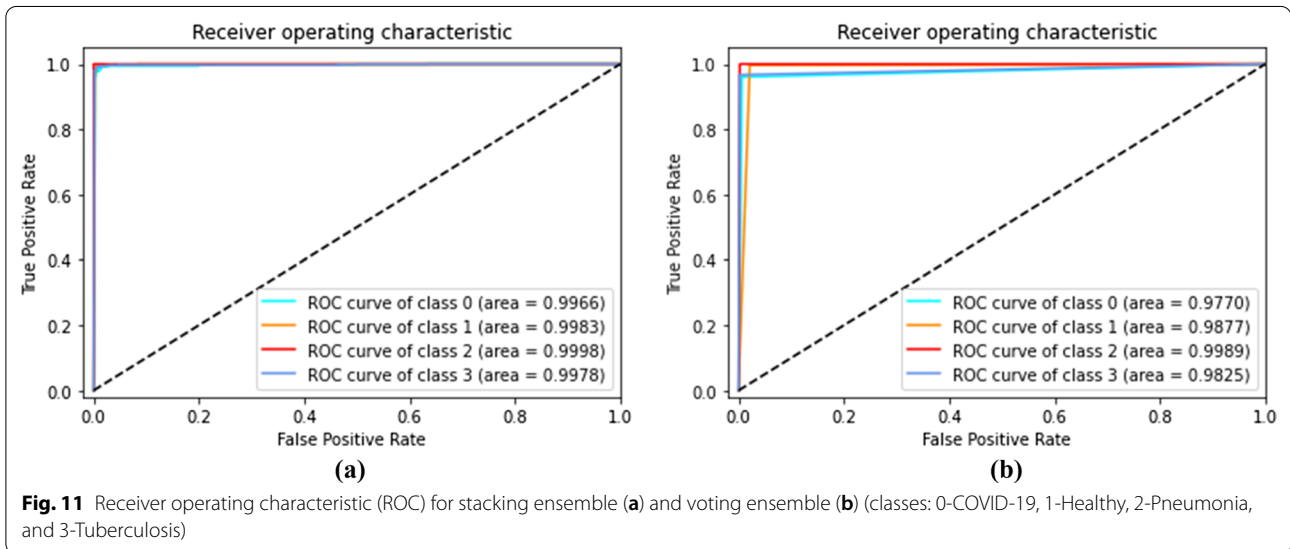 Receiver operating characteristic
1.0
0.8
0.6
0.4
0.2
0.0
True Positive Rate
ROC curve of class 0 (area = 0.9966)
ROC curve of class 1 (area = 0.9983)
ROC curve of class 2 (area = 0.9998)
ROC curve of class 3 (area = 0.9978)
0.0 0.2 0.4 0.6 0.8 1.0
False Positive Rate
(a)
Receiver operating characteristic
1.0
0.8
0.6
0.4
0.2
0.0
True Positive Rate
ROC curve of class 0 (area = 0.9770)
ROC curve of class 1 (area = 0.9877)
ROC curve of class 2 (area = 0.9989)
ROC curve of class 3 (area = 0.9825)
0.0 0.2 0.4 0.6 0.8 1.0
False Positive Rate
(b)
Fig. 11 Receiver operating characteristic (ROC) for stacking ensemble (a) and voting ensemble (b) (classes: 0-COVID-19, 1-Healthy, 2-Pneumonia,
and 3-Tuberculosis)